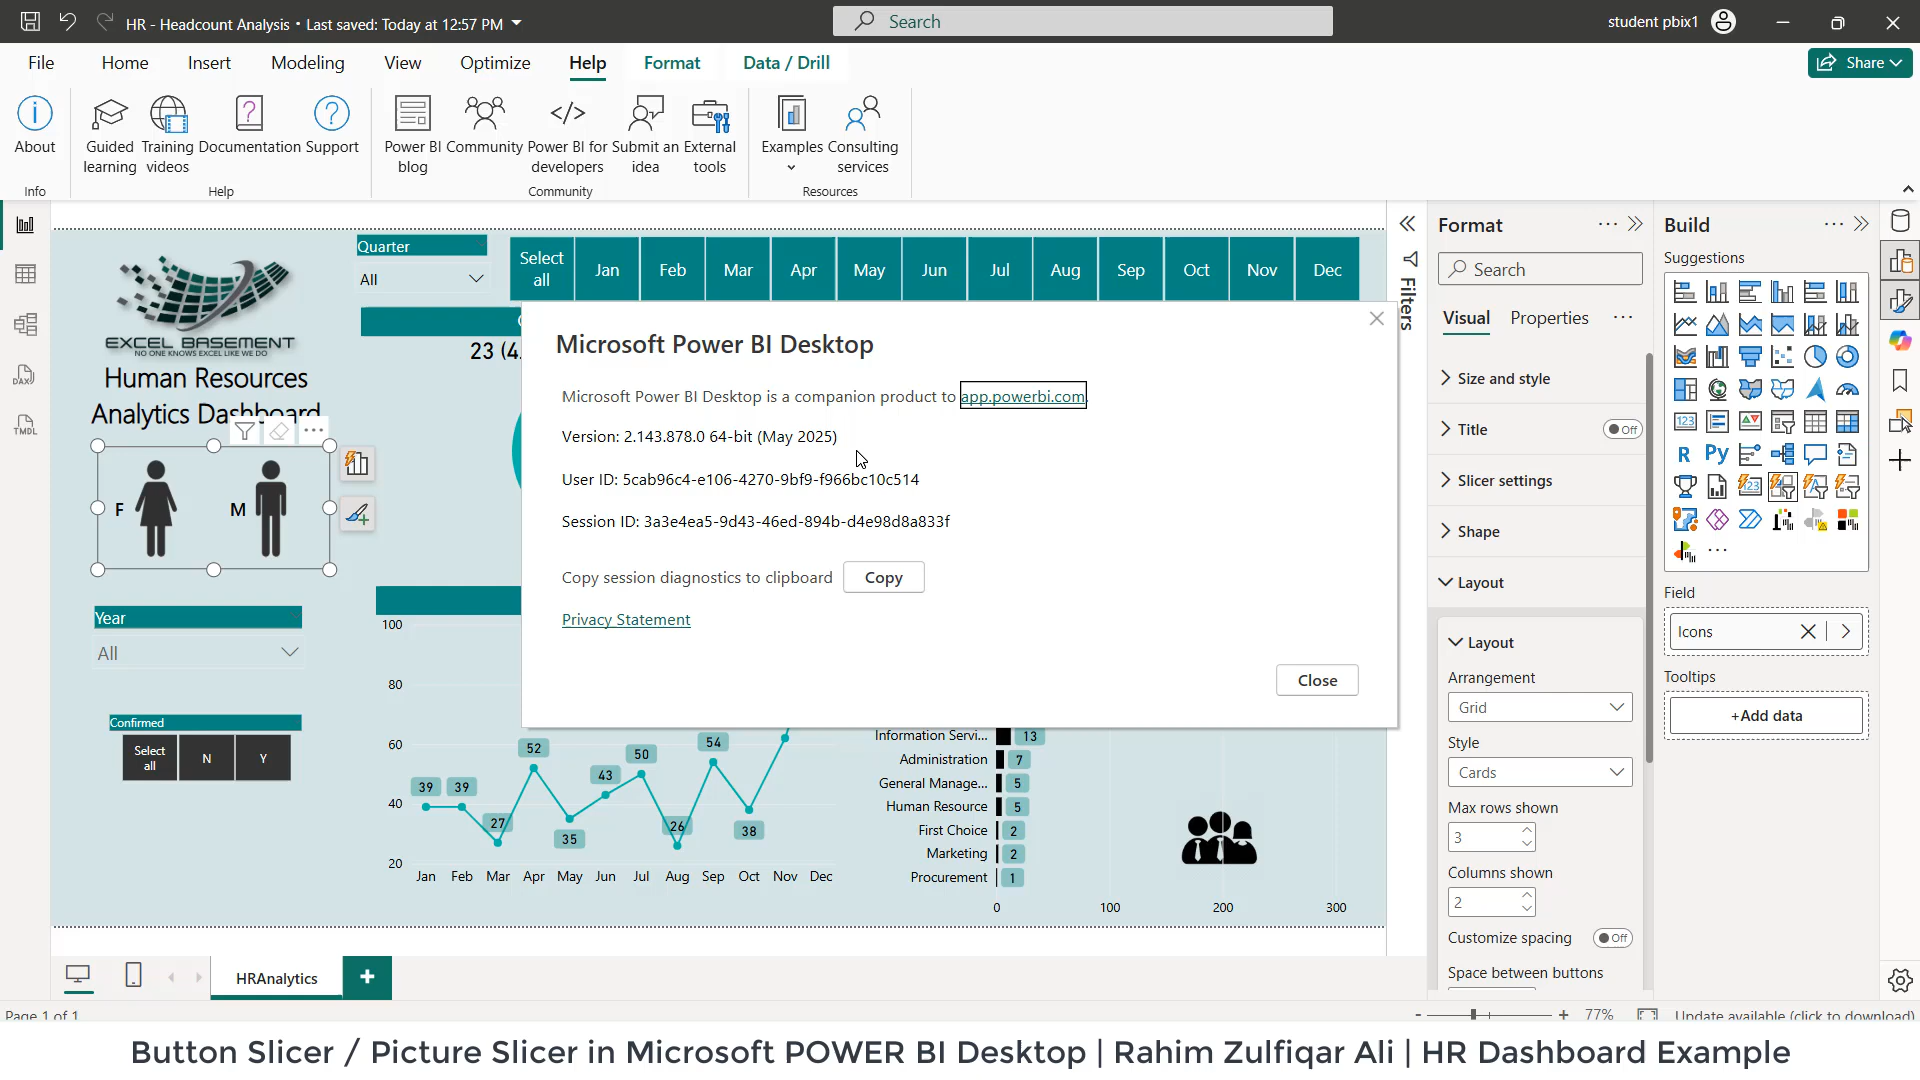 HR - Headcount Analysis • Last saved: Today at 12:57 PM
Search
student pbix1
File Home Insert Modeling View Optimize Help Format Data / Drill
Share
About
Guided learning
Training videos
Documentation
Support
Power BI blog
Community
Power BI for developers
Submit an idea
External tools
Examples
Consulting services
Info
Help
Community
Resources
Quarter
All
Select all
Jan Feb Mar Apr May Jun Jul Aug Sep Oct Nov Dec
EXCEL BASEMENT
NO ONE KNOWS EXCEL LIKE WE DO
Human Resources
Analytics Dashboard
F M
Year
All
Confirmed
Select all
N Y
23 (4.
Microsoft Power BI Desktop
Microsoft Power BI Desktop is a companion product to app.powerbi.com.
Version: 2.143.878.0 64-bit (May 2025)
User ID: 5cab96c4-e106-4270-9bf9-f966bc10c514
Session ID: 3a3e4ea5-9d43-46ed-894b-d4e98d8a833f
Copy session diagnostics to clipboard Copy
Privacy Statement
Close
100
80
60
40
20
39 39 27 52 35 43 50 26 54 38
Jan Feb Mar Apr May Jun Jul Aug Sep Oct Nov Dec
Information Servi... 13
Administration 7
General Manage... 5
Human Resource 5
First Choice 2
Marketing 2
Procurement 1
0 100 200 300
Filters
Format
Search
Visual Properties
Size and style
Title Off
Slicer settings
Shape
Layout
Layout
Arrangement
Grid
Style
Cards
Max rows shown
3
Columns shown
2
Customize spacing Off
Space between buttons
Build
Suggestions
Field
Icons
Tooltips
+Add data
HRAnalytics
Page 1 of 1
77%
Update available (click to download)
Button Slicer / Picture Slicer in Microsoft POWER BI Desktop | Rahim Zulfiqar Ali | HR Dashboard Example